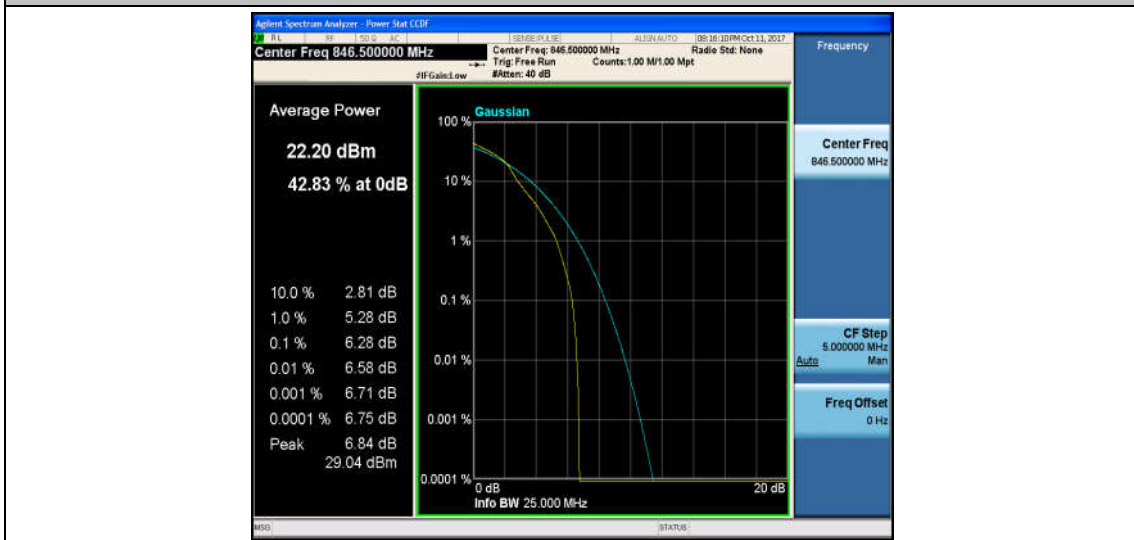 Agilent Spectrum Analyzer - Power Stat CCDF
RL RF 50 Ω AC SENSE:PULSE ALIGN AUTO 08:16:10 PM Oct 11, 2017
Center Freq 846.500000 MHz
Center Freq: 846.500000 MHz Radio Std: None
Trig: Free Run Counts:1.00 M/1.00 Mpt
#IFGain:Low #Atten: 40 dB
Frequency
Average Power
22.20 dBm
42.83 % at 0dB
10.0 % 2.81 dB
1.0 % 5.28 dB
0.1 % 6.28 dB
0.01 % 6.58 dB
0.001 % 6.71 dB
0.0001 % 6.75 dB
Peak 6.84 dB
29.04 dBm
Gaussian
100 %
10 %
1 %
0.1 %
0.01 %
0.001 %
0.0001 %
0 dB 20 dB
Info BW 25.000 MHz
Center Freq
846.500000 MHz
CF Step
5.000000 MHz
Auto Man
Freq Offset
0 Hz
MSG STATUS